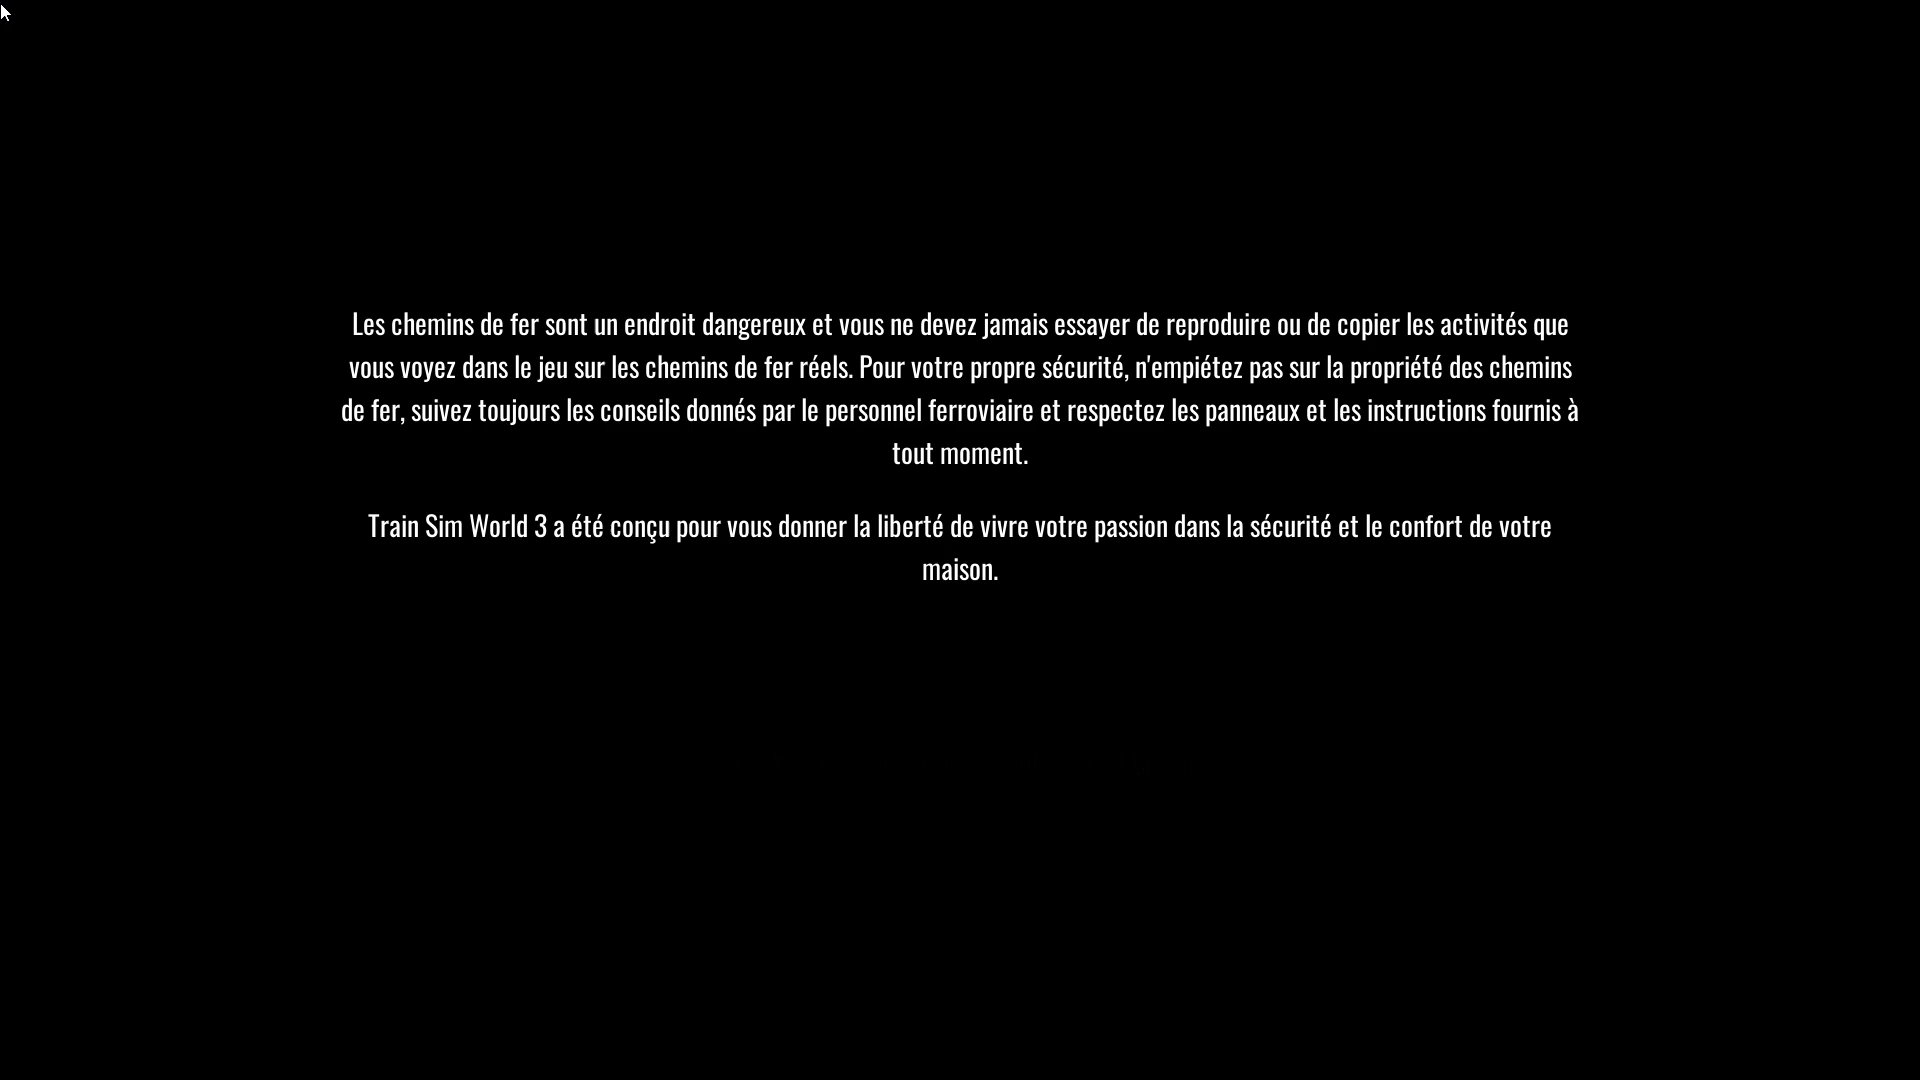 Les chemins de fer sont un endroit dangereux et vous ne devez jamais essayer de reproduire ou de copier les activités que
vous voyez dans le jeu sur les chemins de fer réels. Pour votre propre sécurité, n'empiétez pas sur la propriété des chemins
de fer, suivez toujours les conseils donnés par le personnel ferroviaire et respectez les panneaux et les instructions fournis à
tout moment.
Train Sim World 3 a été conçu pour vous donner la liberté de vivre votre passion dans la sécurité et le confort de votre
maison.